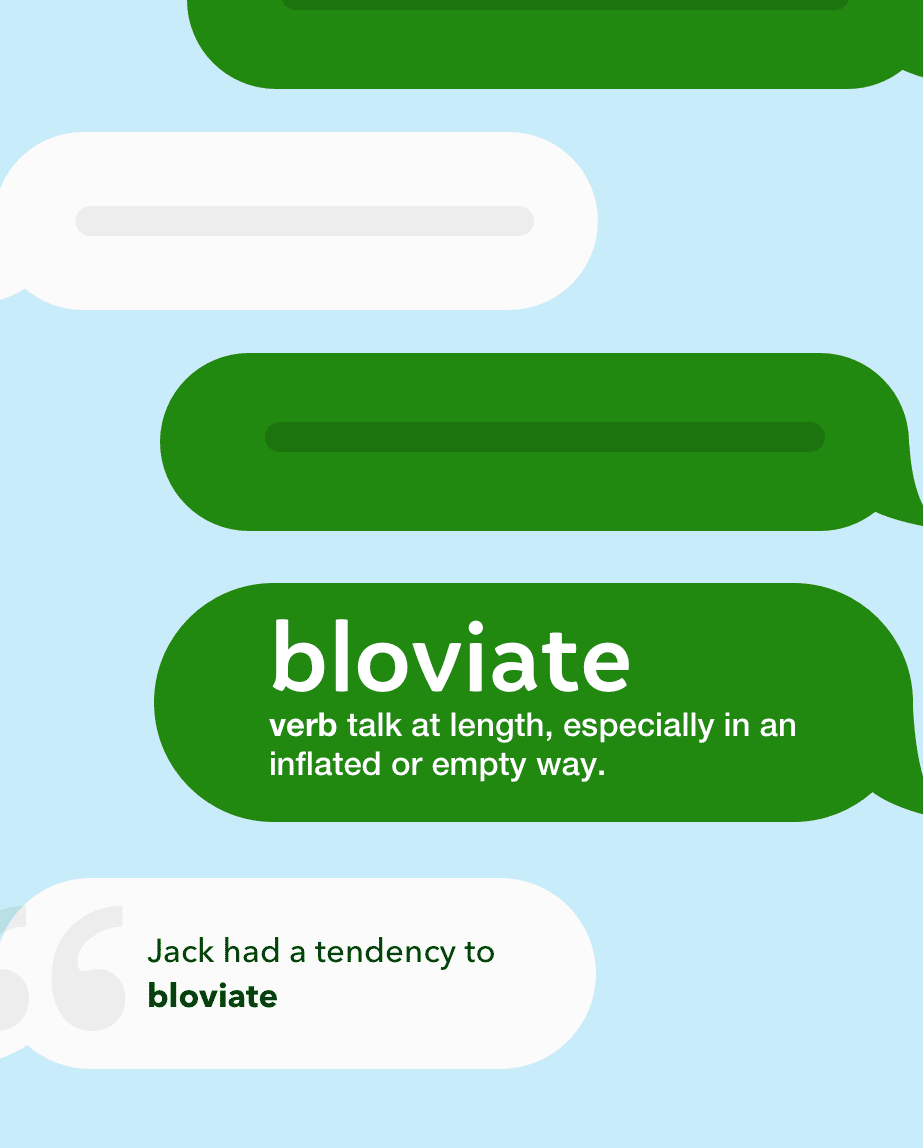 bloviate
verb talk at length, especially in an
inflated or empty way.
Jack had a tendency to
bloviate